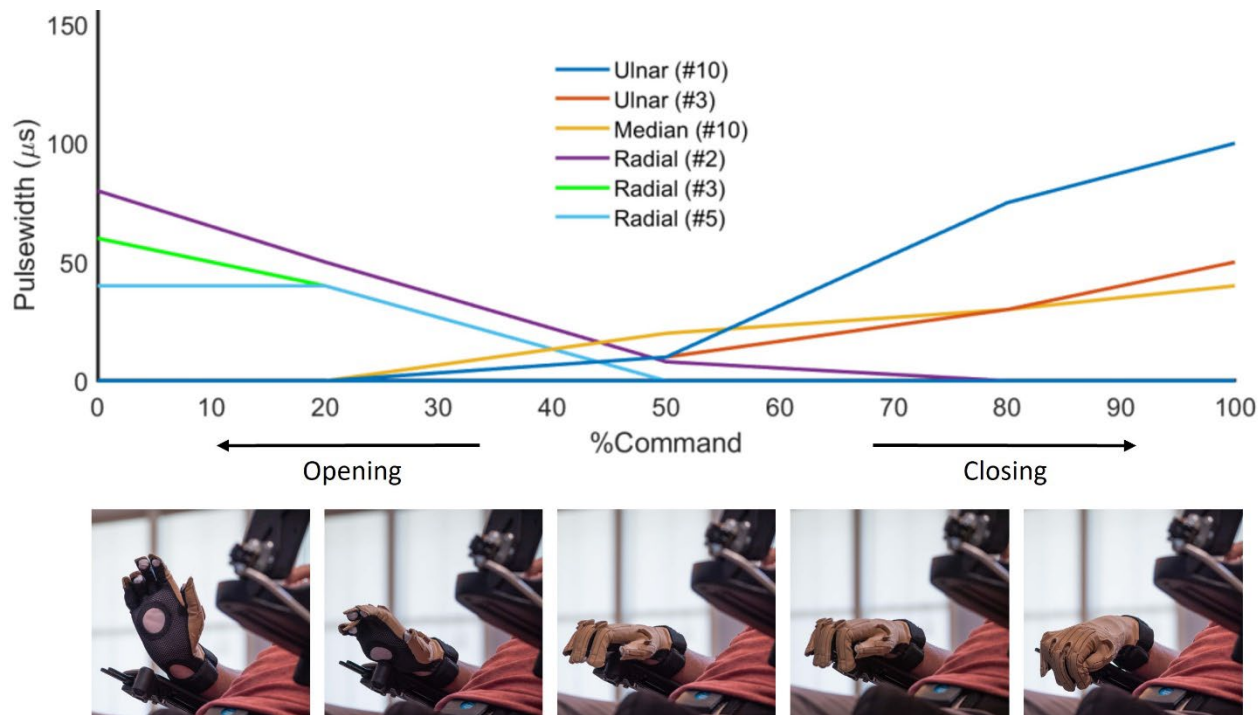 150
100
50
0
Pulsewidth (μs)
Ulnar (#10)
Ulnar (#3)
Median (#10)
Radial (#2)
Radial (#3)
Radial (#5)
0 10 20 30 40 50 60 70 80 90 100
%Command
Opening
Closing